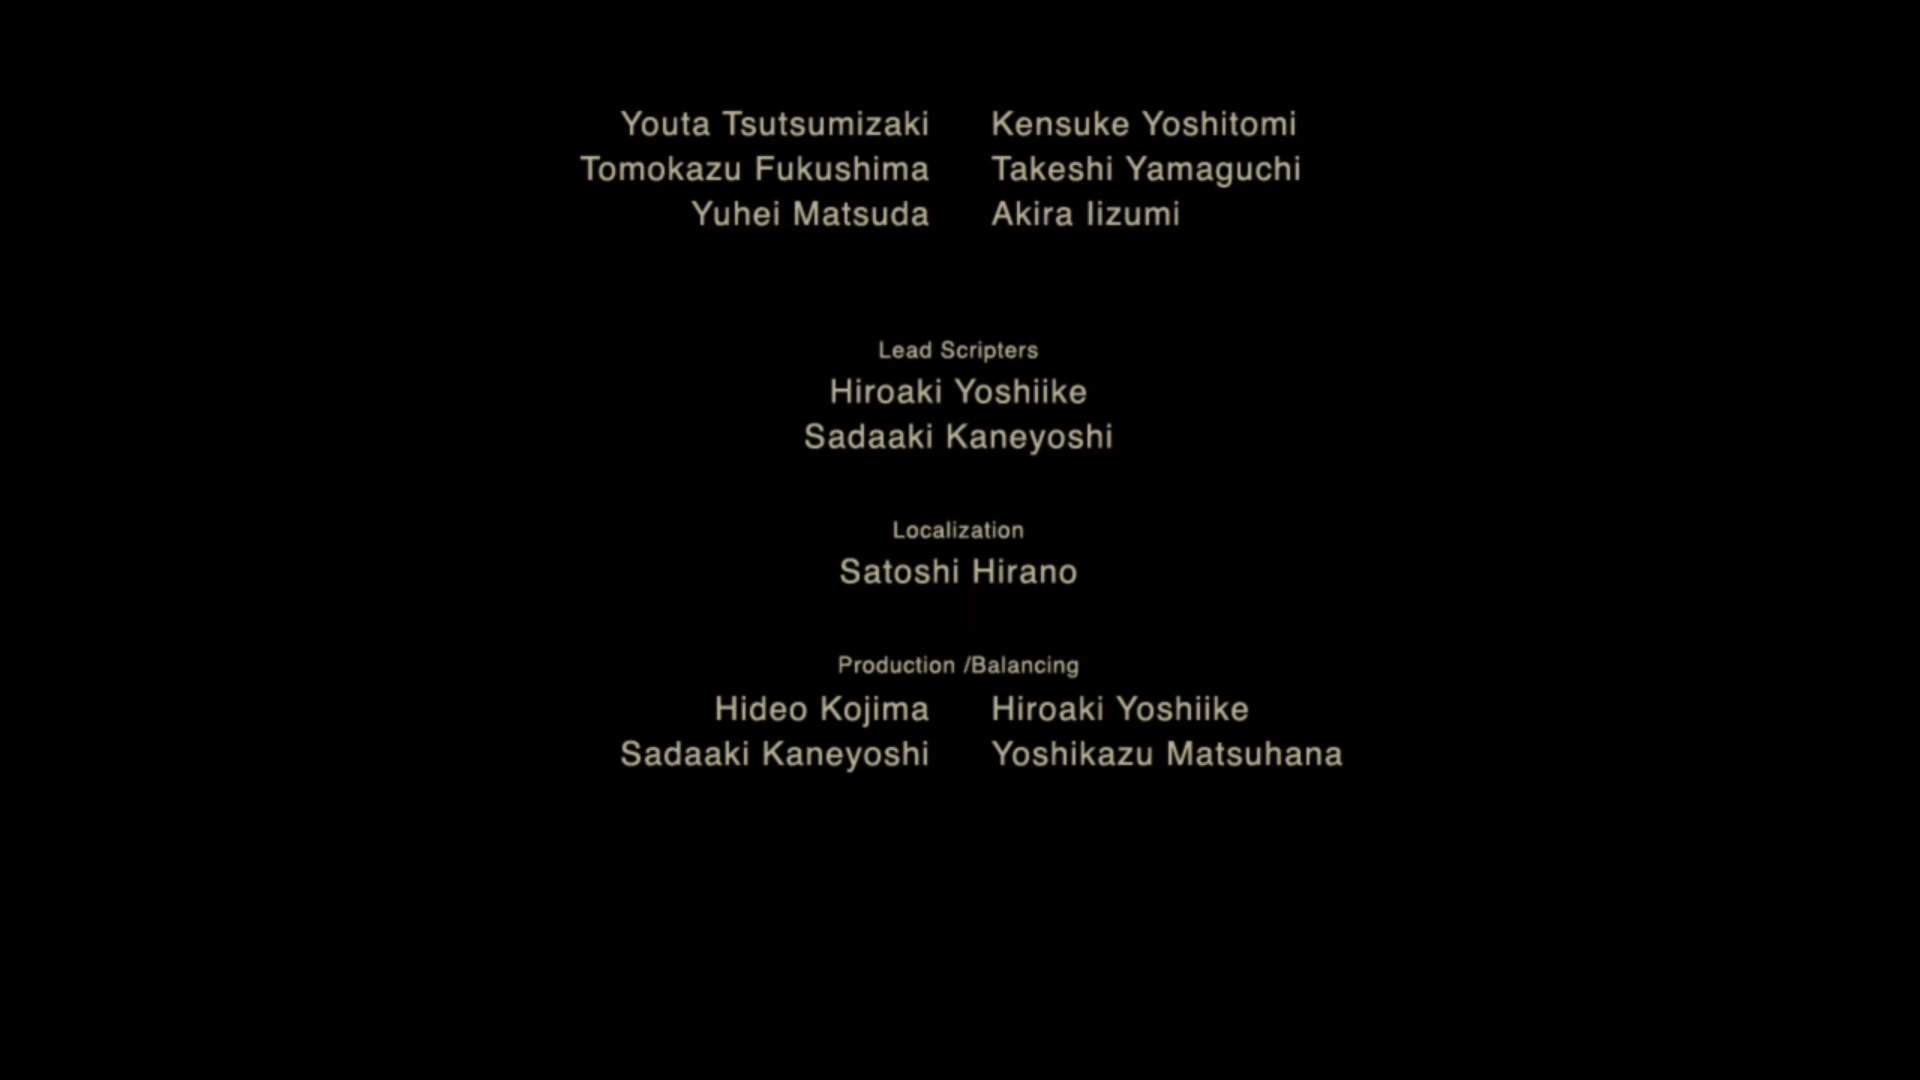 Youta Tsutsumizaki Kensuke Yoshitomi
Tomokazu Fukushima Takeshi Yamaguchi
Yuhei Matsuda Akira Iizumi
Lead Scripters
Hiroaki Yoshiike
Sadaaki Kaneyoshi
Localization
Satoshi Hirano
Production /Balancing
Hideo Kojima Hiroaki Yoshiike
Sadaaki Kaneyoshi Yoshikazu Matsuhana